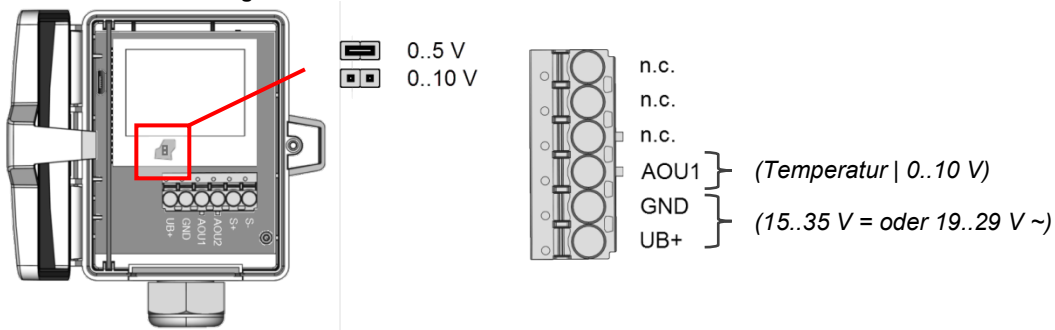 0..5 V
0..10 V
UB+
GND
AOU1
AOU2
S+
S-
n.c.
n.c.
n.c.
AOU1 (Temperatur | 0..10 V)
GND
UB+
(15..35 V = oder 19..29 V ~)